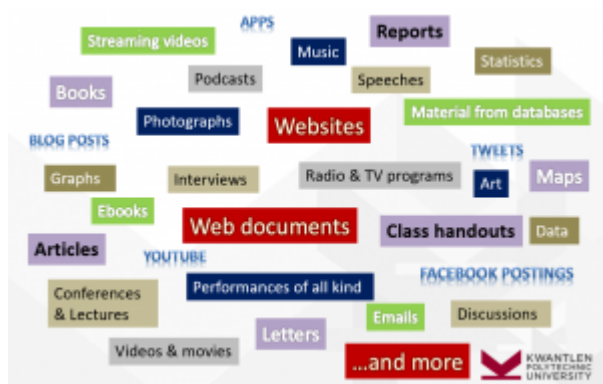 APPS
Streaming videos
Music
Reports
Statistics
Podcasts
Speeches
Books
Material from databases
Photographs
Websites
BLOG POSTS
TWEETS
Graphs
Interviews
Radio & TV programs
Art
Maps
Ebooks
Web documents
Class handouts
Data
Articles
YOUTUBE
FACEBOOK POSTINGS
Conferences
& Lectures
Performances of all kind
Emails
Discussions
Letters
Videos & movies
...and more
KWANTLEN
POLYTECHNIC
UNIVERSITY